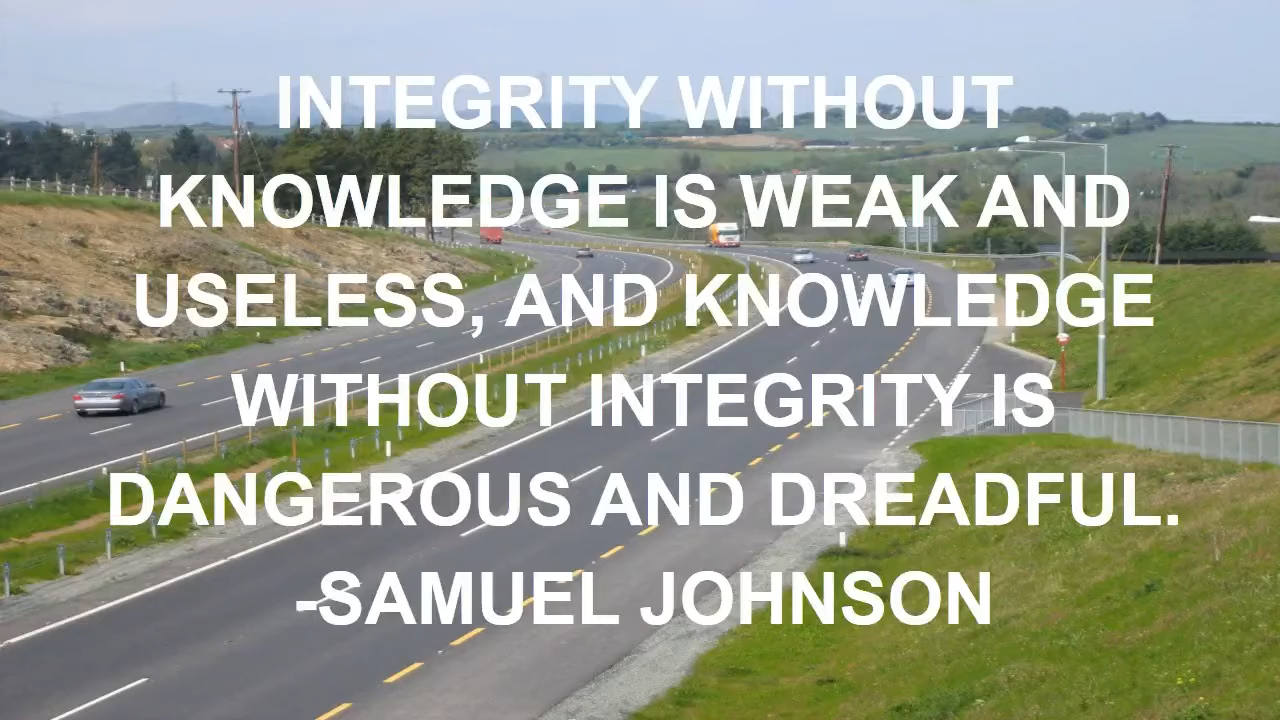 INTEGRITY WITHOUT
KNOWLEDGE IS WEAK AND
USELESS, AND KNOWLEDGE
WITHOUT INTEGRITY IS
DANGEROUS AND DREADFUL.
-SAMUEL JOHNSON